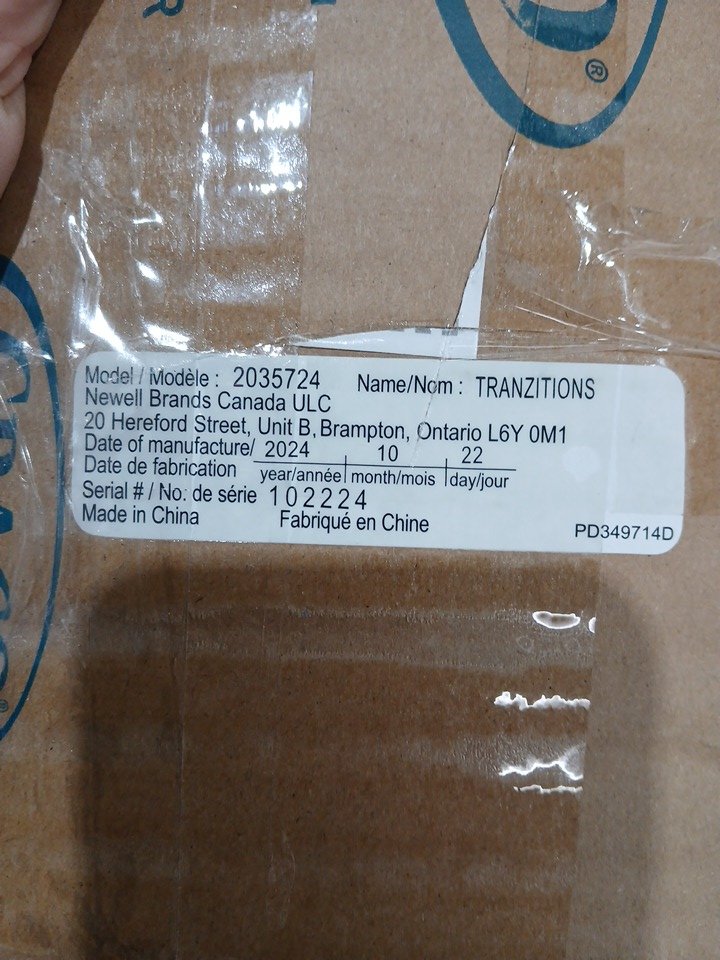 R
®
Model / Modèle : 2035724 Name/Nom : TRANZITIONS
Newell Brands Canada ULC
20 Hereford Street, Unit B, Brampton, Ontario L6Y 0M1
Date of manufacture/ 2024 10 22
Date de fabrication year/année month/mois day/jour
Serial # / No. de série 102224
Made in China Fabriqué en Chine
PD349714D
GRACO®